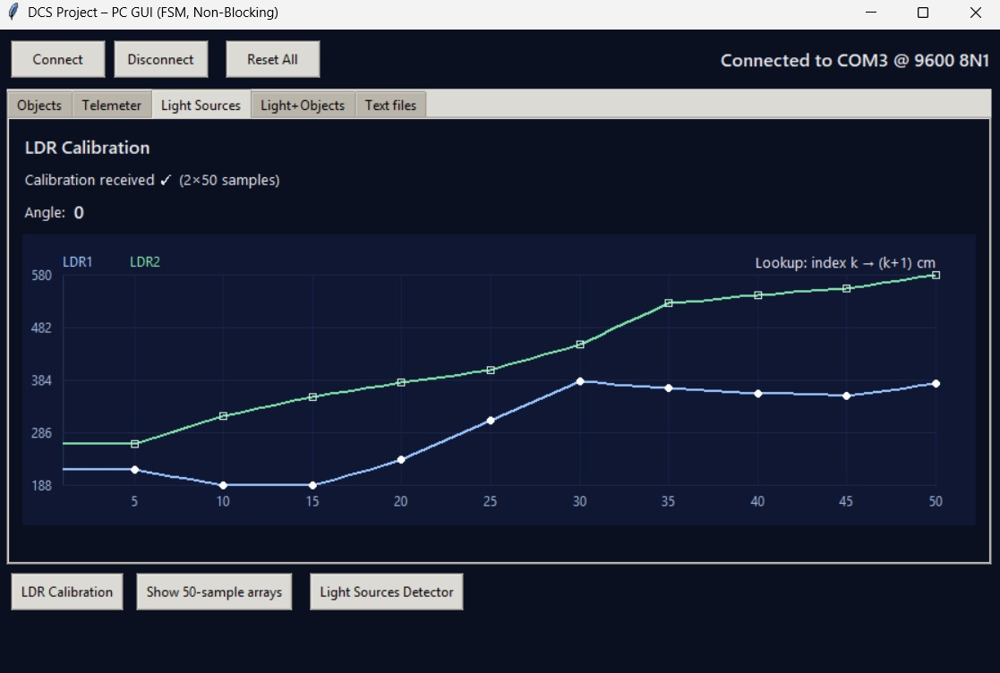 DCS Project – PC GUI (FSM, Non-Blocking)
Connect Disconnect Reset All Connected to COM3 @ 9600 8N1
Objects Telemeter Light Sources Light+Objects Text files
LDR Calibration
Calibration received ✓ (2×50 samples)
Angle: 0
LDR1 LDR2 Lookup: index k → (k+1) cm
580
482
384
286
188
5 10 15 20 25 30 35 40 45 50
LDR Calibration Show 50-sample arrays Light Sources Detector